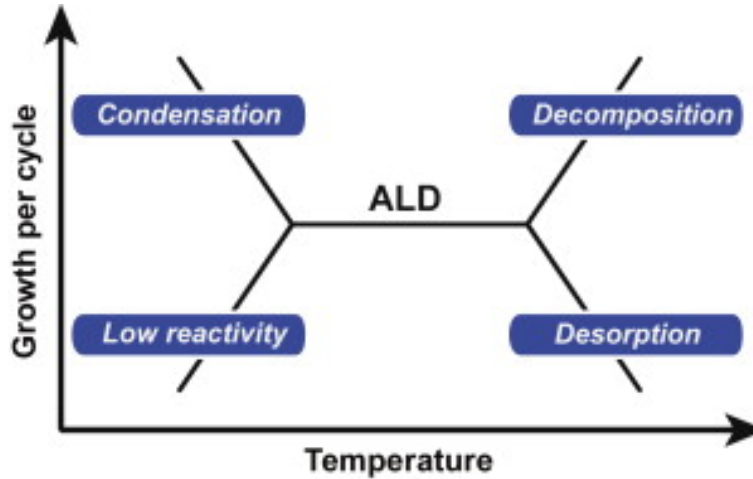 Growth per cycle
Condensation
Decomposition
ALD
Low reactivity
Desorption
Temperature